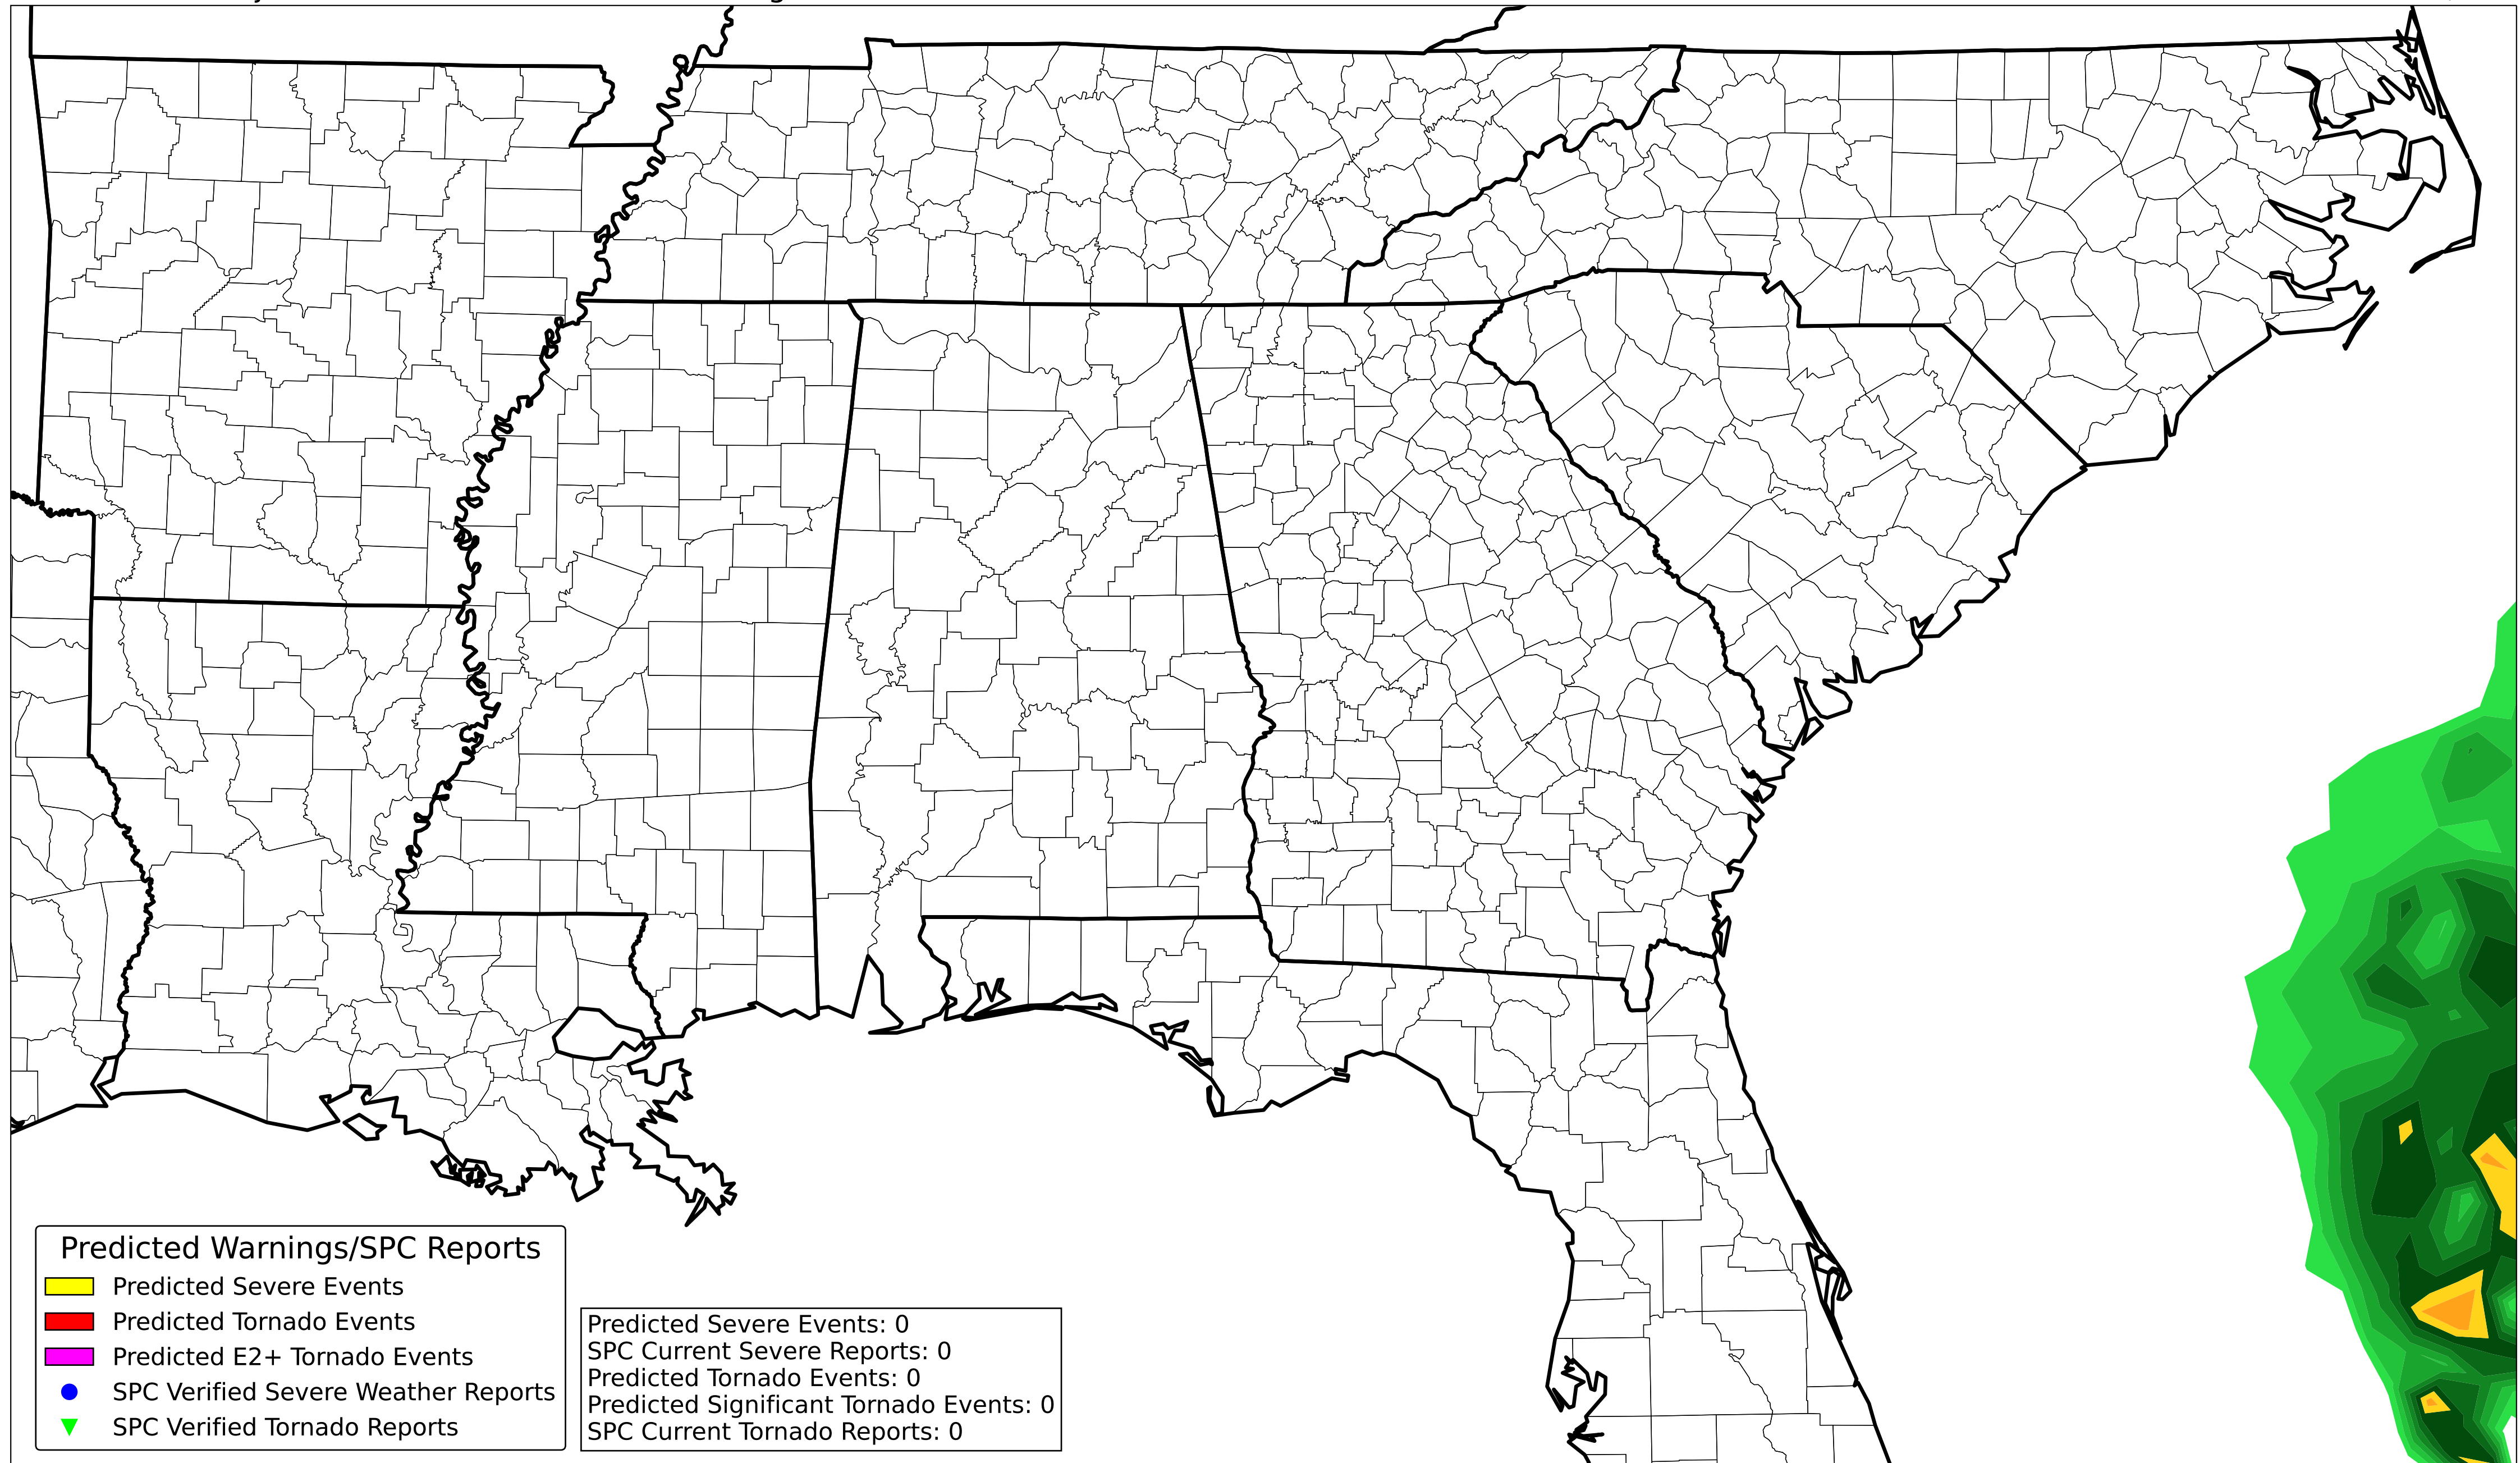 Predicted Warnings/SPC Reports
Predicted Severe Events
Predicted Tornado Events
Predicted E2+ Tornado Events
SPC Verified Severe Weather Reports
SPC Verified Tornado Reports
Predicted Severe Events: 0
SPC Current Severe Reports: 0
Predicted Tornado Events: 0
Predicted Significant Tornado Events: 0
SPC Current Tornado Reports: 0